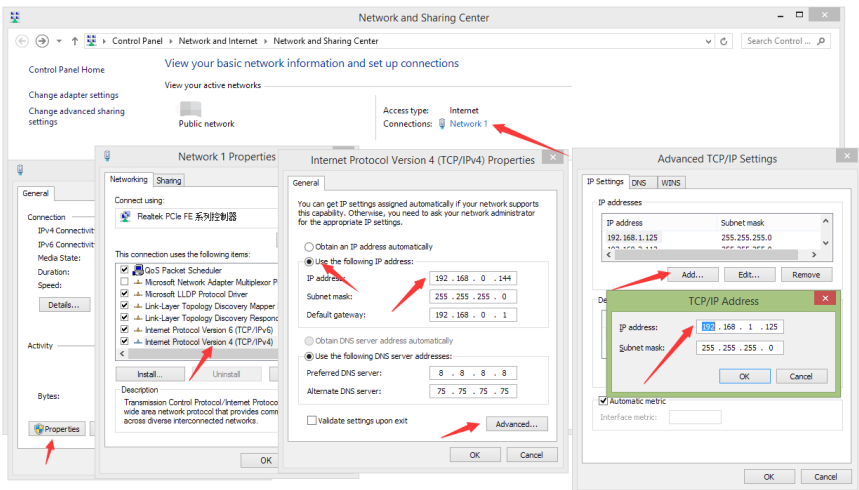 Network and Sharing Center
Control Panel › Network and Internet › Network and Sharing Center
Search Control ...
Control Panel Home
Change adapter settings
Change advanced sharing
settings
View your basic network information and set up connections
View your active networks
Public network
Access type: Internet
Connections: Network 1
General
Connection
IPv4 Connectivit
IPv6 Connectivit
Media State:
Duration:
Speed:
Details...
Activity
Bytes:
Properties
Network 1 Properties
Networking
Sharing
Connect using:
Realtek PCIe FE 系列控制器
This connection uses the following items:
QoS Packet Scheduler
Microsoft Network Adapter Multiplexor P
Microsoft LLDP Protocol Driver
Link-Layer Topology Discovery Mapper
Link-Layer Topology Discovery Respond
Internet Protocol Version 6 (TCP/IPv6)
Internet Protocol Version 4 (TCP/IPv4)
Install...
Uninstall
Description
Transmission Control Protocol/Internet Protoco
wide area network protocol that provides comm
across diverse interconnected networks.
OK
Internet Protocol Version 4 (TCP/IPv4) Properties
General
You can get IP settings assigned automatically if your network supports
this capability. Otherwise, you need to ask your network administrator
for the appropriate IP settings.
Obtain an IP address automatically
Use the following IP address:
IP address: 192 . 168 . 0 . 144
Subnet mask: 255 . 255 . 255 . 0
Default gateway: 192 . 168 . 0 . 1
Obtain DNS server address automatically
Use the following DNS server addresses:
Preferred DNS server: 8 . 8 . 8 . 8
Alternate DNS server: 75 . 75 . 75 . 75
Validate settings upon exit
Advanced...
OK
Cancel
Advanced TCP/IP Settings
IP Settings
DNS
WINS
IP addresses
IP address Subnet mask
192.168.1.125 255.255.255.0
Add...
Edit...
Remove
De
TCP/IP Address
IP address: 192 . 168 . 1 . 125
Subnet mask: 255 . 255 . 255 . 0
OK
Cancel
Automatic metric
Interface metric:
OK
Cancel